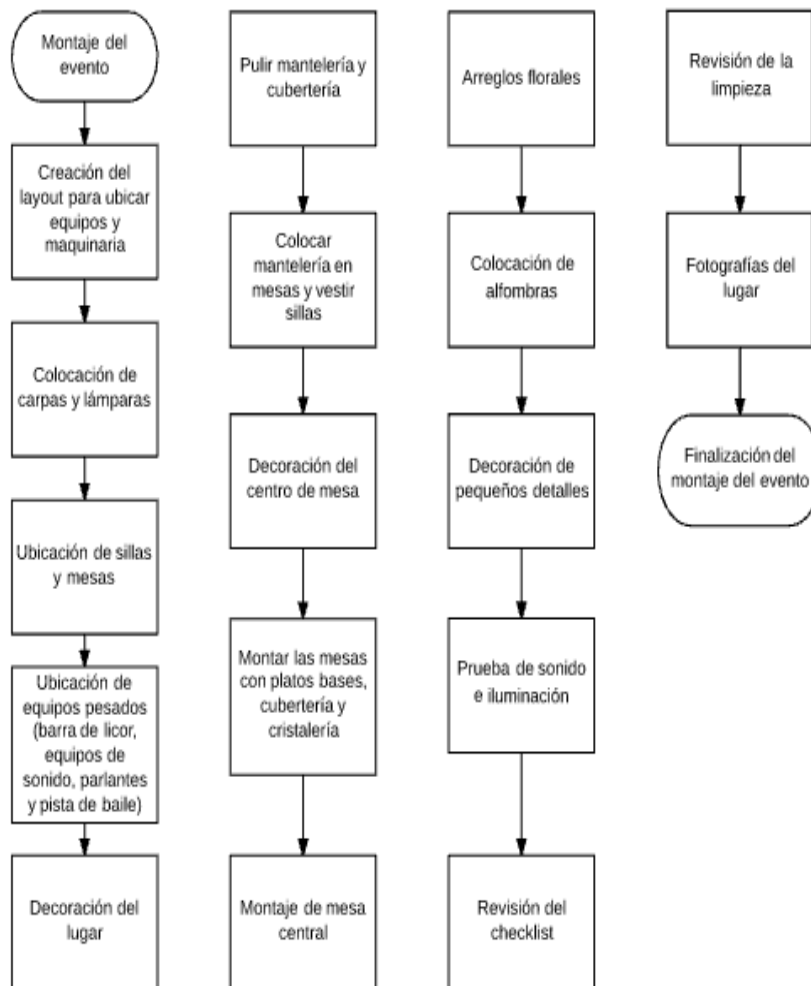 Montaje del
evento
Creación del
layout para ubicar
equipos y
maquinaria
Colocación de
carpas y lámparas
Ubicación de sillas
y mesas
Ubicación de
equipos pesados
(barra de licor,
equipos de
sonido, parlantes
y pista de baile)
Decoración del
lugar
Pulir mantelería y
cubertería
Colocar
mantelería en
mesas y vestir
sillas
Decoración del
centro de mesa
Montar las mesas
con platos bases,
cubertería y
cristalería
Montaje de mesa
central
Arreglos florales
Colocación de
alfombras
Decoración de
pequeños detalles
Prueba de sonido
e iluminación
Revisión del
checklist
Revisión de la
limpieza
Fotografías del
lugar
Finalización del
montaje del evento